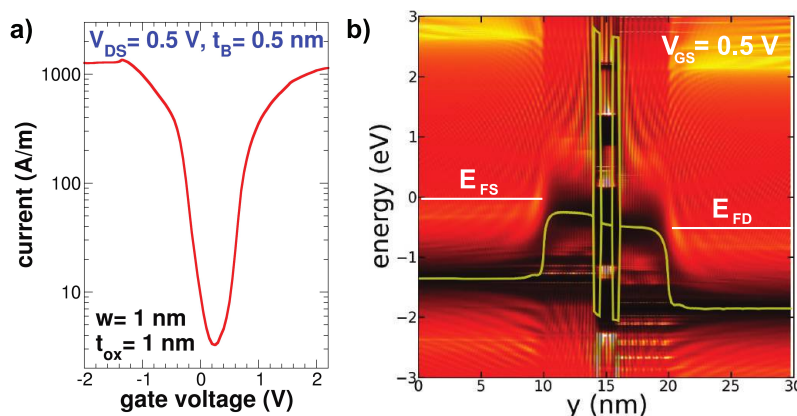 a)
V_DS= 0.5 V, t_B= 0.5 nm
1000
100
10
current (A/m)
w= 1 nm
t_ox= 1 nm
-2 -1 0 1 2
gate voltage (V)
b)
V_GS= 0.5 V
3
2
1
0
−1
−2
−3
energy (eV)
E_FS
E_FD
0 5 10 15 20 25 30
y (nm)